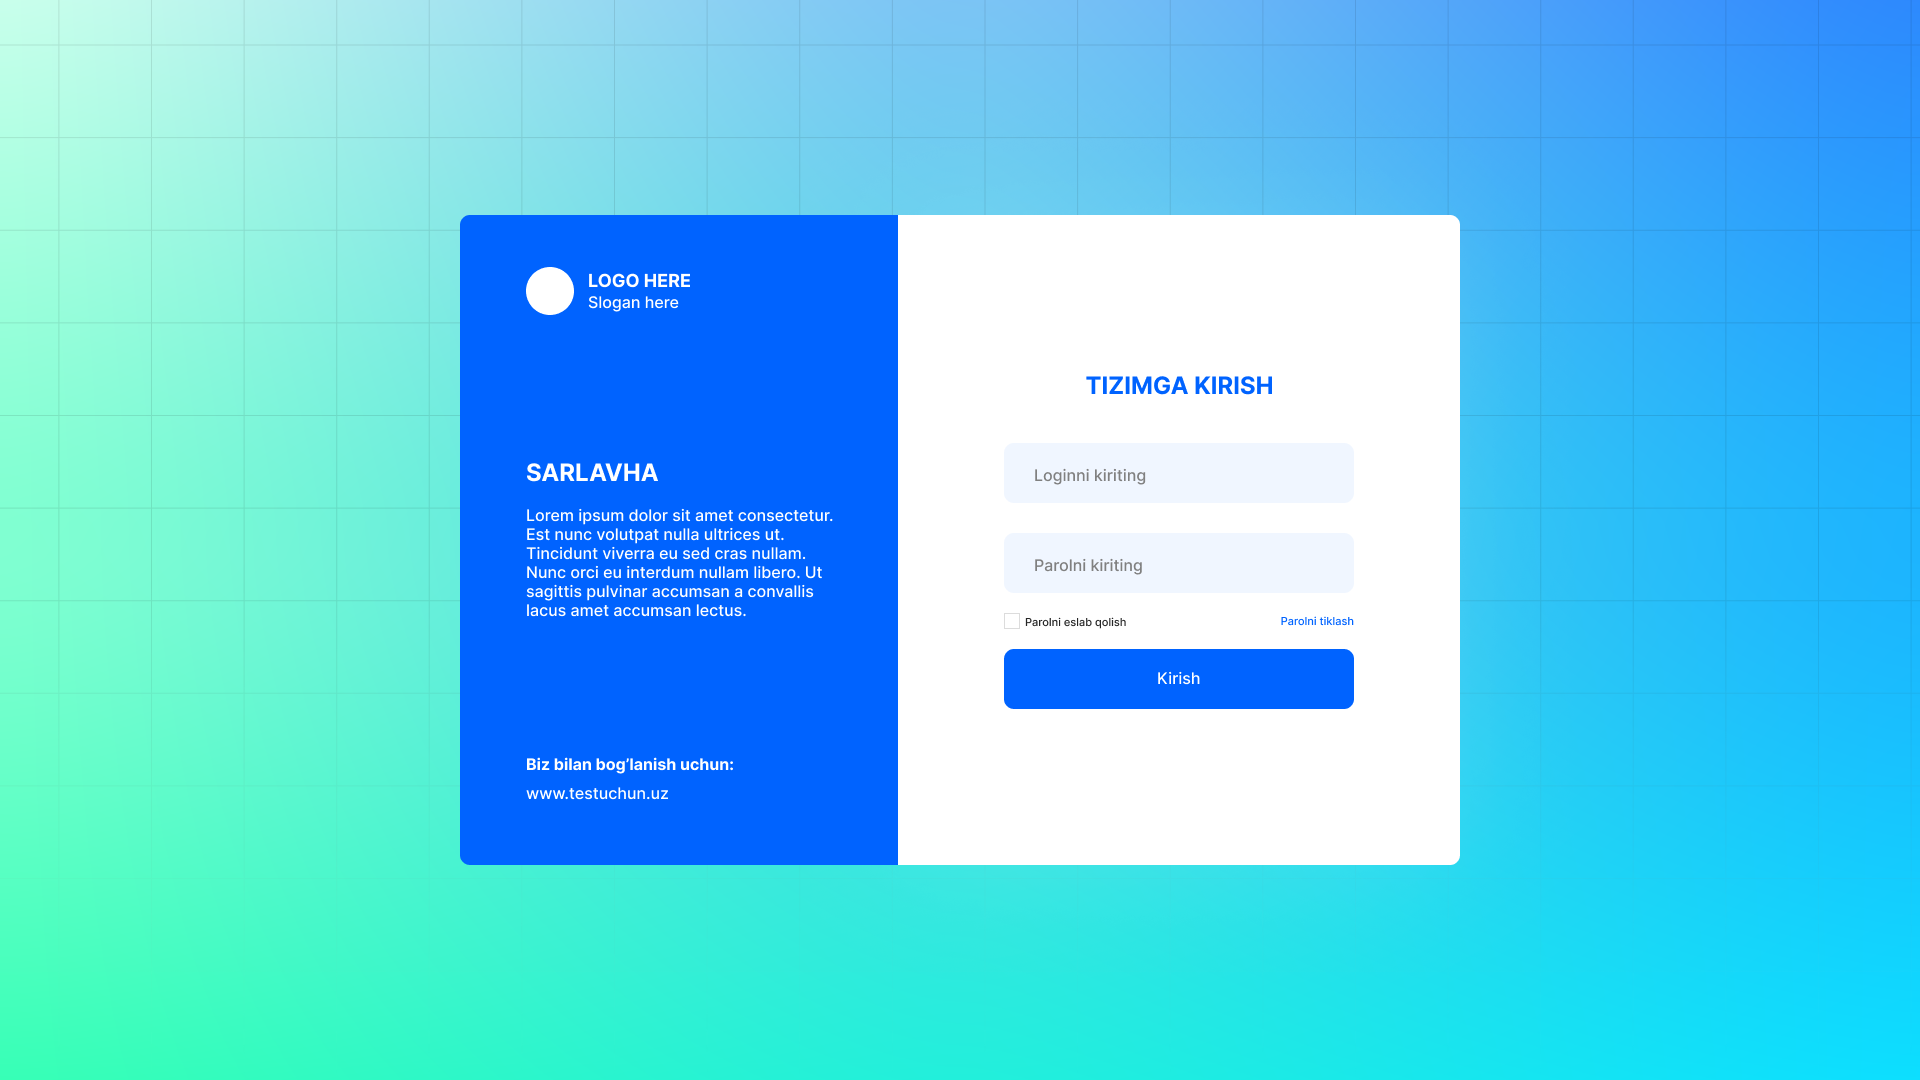 LOGO HERE
Slogan here
SARLAVHA
Lorem ipsum dolor sit amet consectetur.
Est nunc volutpat nulla ultrices ut.
Tincidunt viverra eu sed cras nullam.
Nunc orci eu interdum nullam libero. Ut
sagittis pulvinar accumsan a convallis
lacus amet accumsan lectus.
Biz bilan bog’lanish uchun:
www.testuchun.uz
TIZIMGA KIRISH
Loginni kiriting
Parolni kiriting
Parolni eslab qolish
Parolni tiklash
Kirish